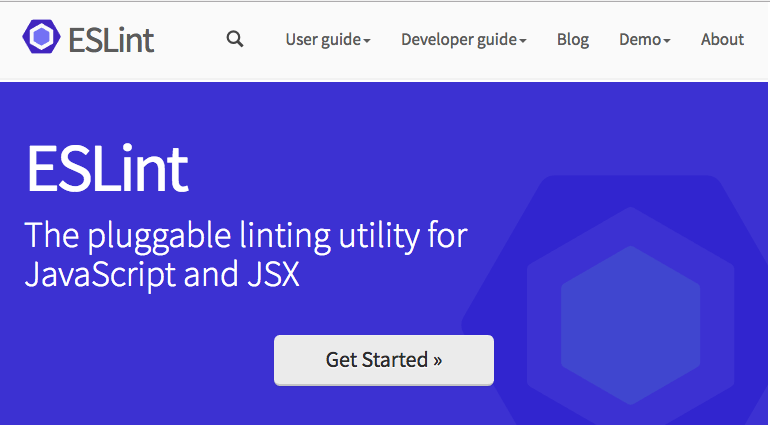 ESLint
User guide
Developer guide
Blog
Demo
About
ESLint
The pluggable linting utility for
JavaScript and JSX
Get Started »